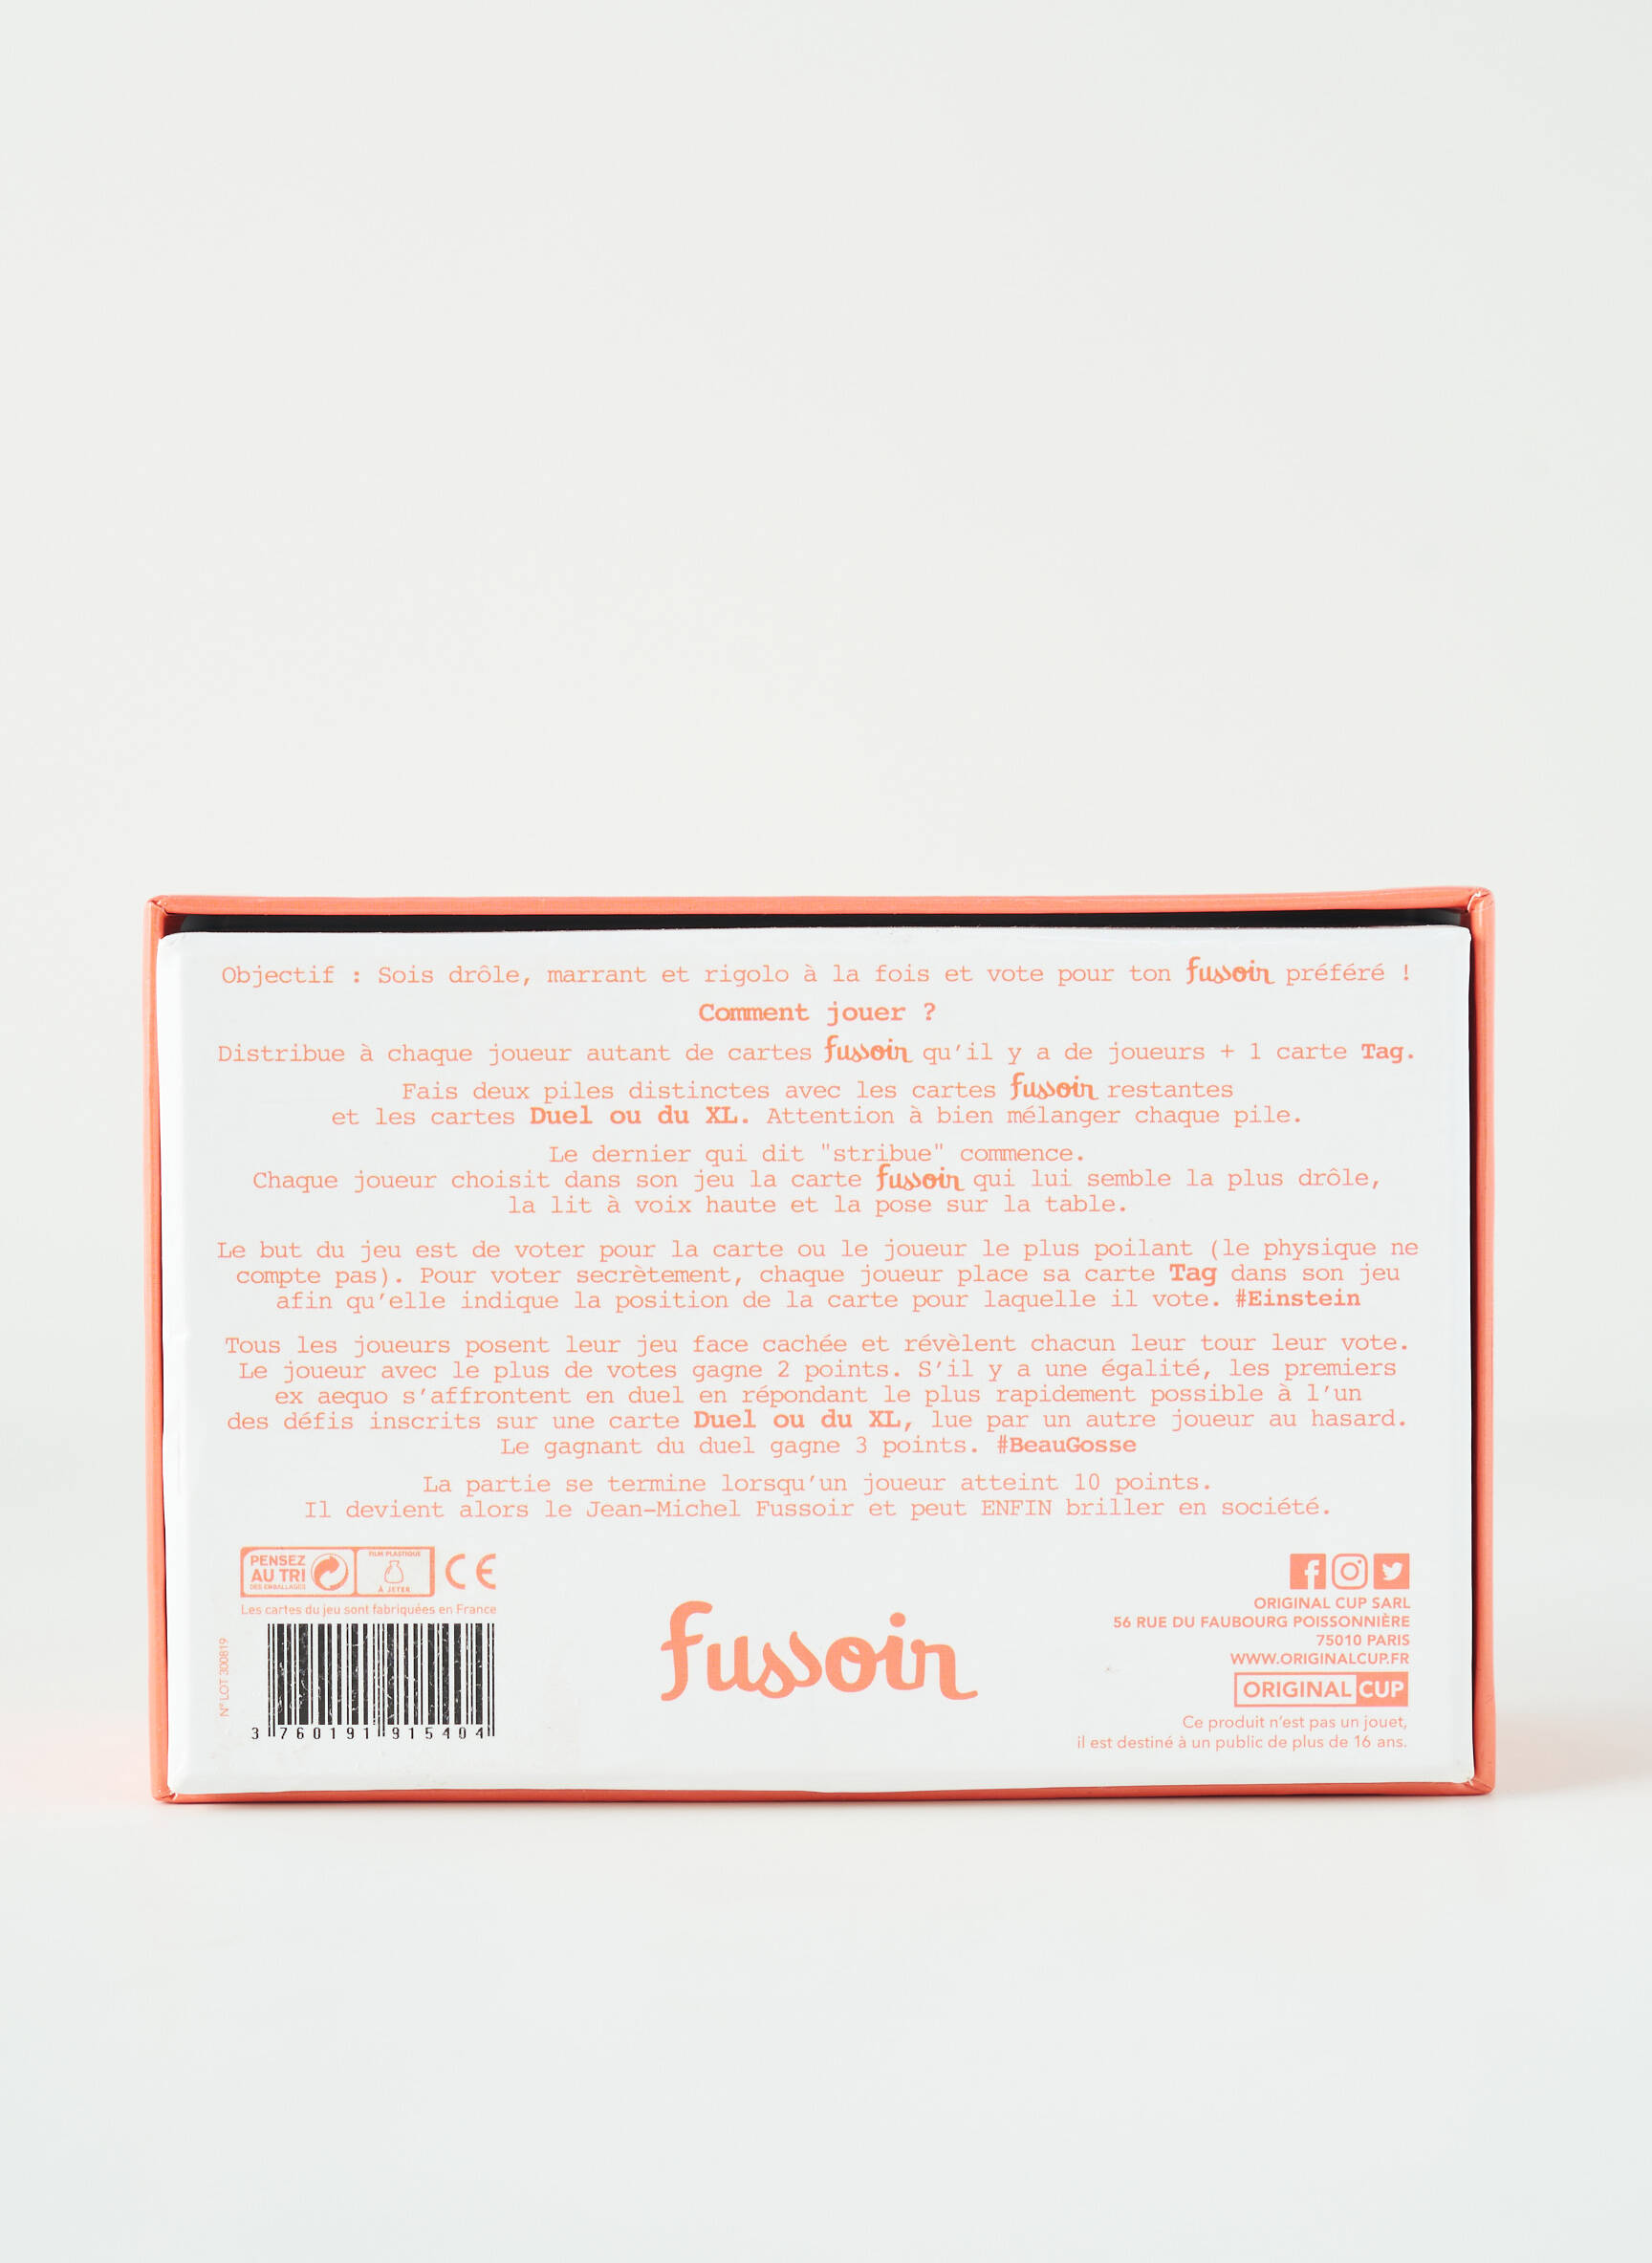 Objectif : Sois drôle, marrant et rigolo à la fois et vote pour ton fussoir préféré !
Comment jouer ?
Distribue à chaque joueur autant de cartes fussoir qu'il y a de joueurs + 1 carte Tag.
Fais deux piles distinctes avec les cartes fussoir restantes
et les cartes Duel ou du XL. Attention à bien mélanger chaque pile.
Le dernier qui dit "stribue" commence.
Chaque joueur choisit dans son jeu la carte fussoir qui lui semble la plus drôle,
la lit à voix haute et la pose sur la table.
Le but du jeu est de voter pour la carte ou le joueur le plus poilant (le physique ne
compte pas). Pour voter secrètement, chaque joueur place sa carte Tag dans son jeu
afin qu'elle indique la position de la carte pour laquelle il vote. #Einstein
Tous les joueurs posent leur jeu face cachée et révèlent chacun leur tour leur vote.
Le joueur avec le plus de votes gagne 2 points. S'il y a une égalité, les premiers
ex aequo s'affrontent en duel en répondant le plus rapidement possible à l'un
des défis inscrits sur une carte Duel ou du XL, lue par un autre joueur au hasard.
Le gagnant du duel gagne 3 points. #BeauGosse
La partie se termine lorsqu'un joueur atteint 10 points.
Il devient alors le Jean-Michel Fussoir et peut ENFIN briller en société.
PENSEZ
AU TRI
DES EMBALLAGES
FILM PLASTIQUE
À JETER
CE
Les cartes du jeu sont fabriquées en France
N° LOT 300819
3 760191 915404
fussoir
ORIGINAL CUP SARL
56 RUE DU FAUBOURG POISSONNIÈRE
75010 PARIS
WWW.ORIGINALCUP.FR
ORIGINAL CUP
Ce produit n'est pas un jouet,
il est destiné à un public de plus de 16 ans.